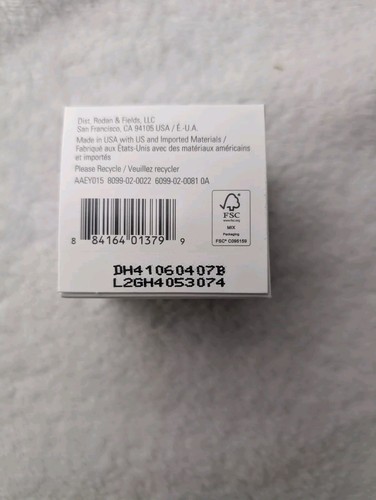 Dist. Rodan & Fields, LLC
San Francisco, CA 94105 USA / É.-U.A.
Made in USA with US and Imported Materials /
Fabriqué aux États-Unis avec des matériaux américains
et importés
Please Recycle / Veuillez recycler
AAEY015 8099-02-0022 6099-02-0081 0A
FSC
MIX
Packaging
8 84164 01379 9
DH41060407B
L2GH4053074